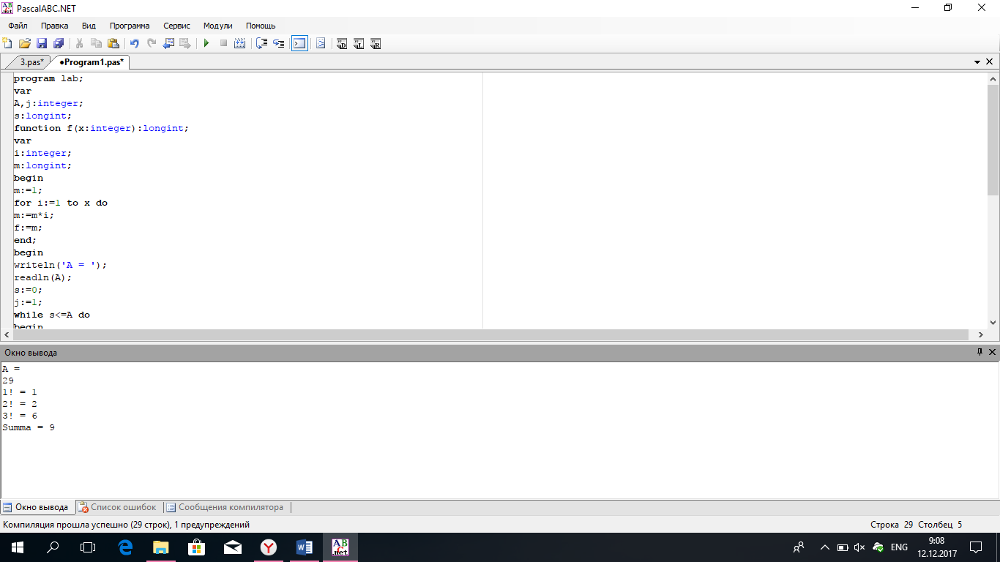 PascalABC.NET
Файл Правка Вид Программа Сервис Модули Помощь
3.pas* •Program1.pas*
program lab;
var
A,j:integer;
s:longint;
function f(x:integer):longint;
var
i:integer;
m:longint;
begin
m:=1;
for i:=1 to x do
m:=m*i;
f:=m;
end;
begin
writeln('A = ');
readln(A);
s:=0;
j:=1;
while s<=A do
begin
Окно вывода
A =
29
1! = 1
2! = 2
3! = 6
Summa = 9
Окно вывода Список ошибок Сообщения компилятора
Компиляция прошла успешно (29 строк), 1 предупреждений Строка 29 Столбец 5
ENG 9:08
12.12.2017